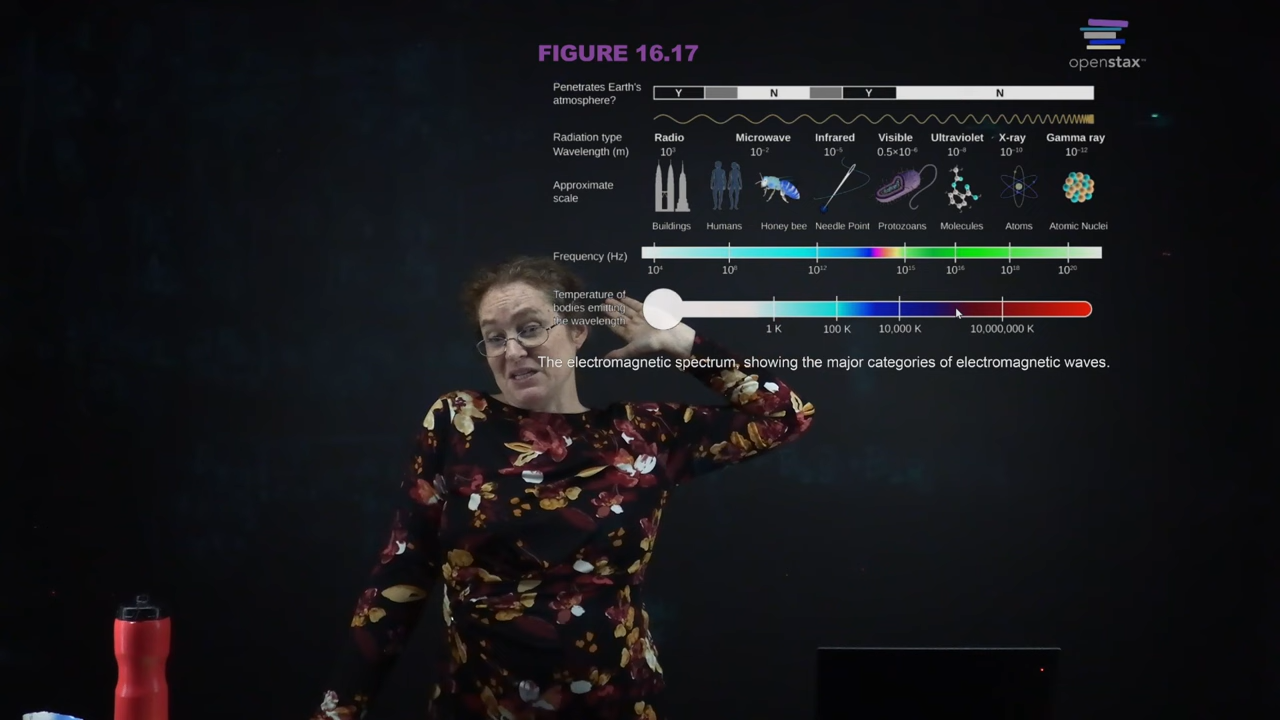 FIGURE 16.17
openstax™
Penetrates Earth's
atmosphere?
Y N Y N
Radiation type Radio Microwave Infrared Visible Ultraviolet X-ray Gamma ray
Wavelength (m) 10³ 10⁻² 10⁻⁵ 0.5×10⁻⁶ 10⁻⁸ 10⁻¹⁰ 10⁻¹²
Approximate
scale
Buildings Humans Honey bee Needle Point Protozoans Molecules Atoms Atomic Nuclei
Frequency (Hz)
10⁴ 10⁸ 10¹² 10¹⁵ 10¹⁶ 10¹⁸ 10²⁰
Temperature of
bodies emitting
the wavelength
1 K 100 K 10,000 K 10,000,000 K
The electromagnetic spectrum, showing the major categories of electromagnetic waves.